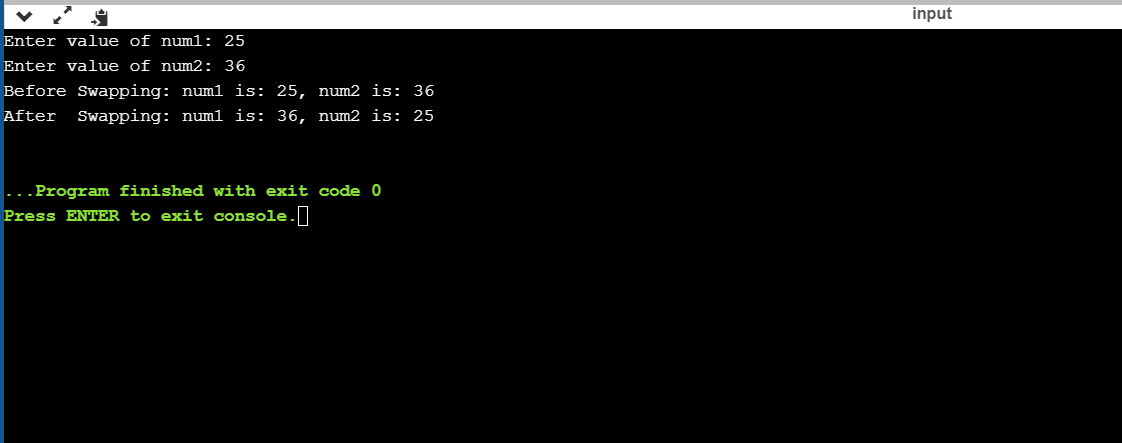 input
Enter value of num1: 25
Enter value of num2: 36
Before Swapping: num1 is: 25, num2 is: 36
After  Swapping: num1 is: 36, num2 is: 25
...Program finished with exit code 0
Press ENTER to exit console.